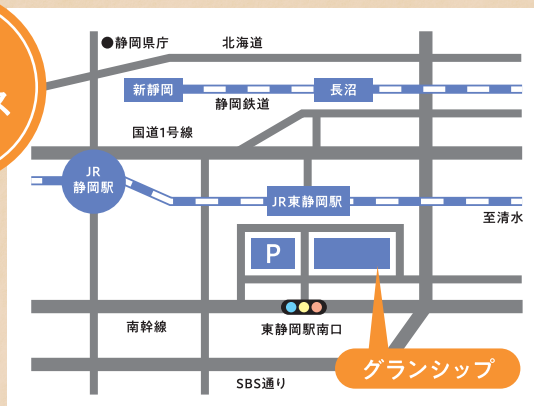 ス
●静岡県庁
北海道
新靜岡
長沼
静岡鉄道
国道1号線
JR
静岡駅
JR東静岡駅
至清水
P
南幹線
東静岡駅南口
グランシップ
SBS通り